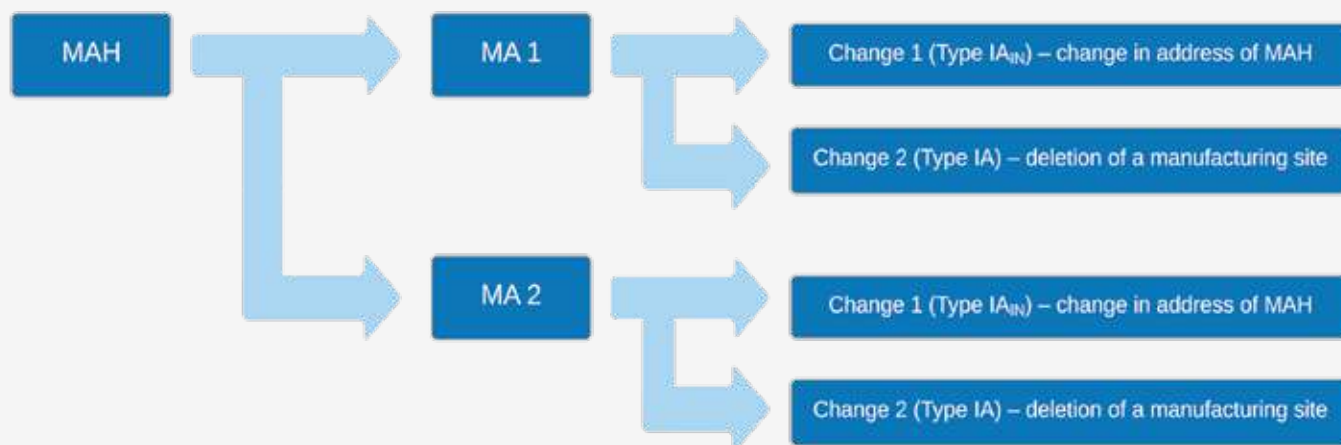 MAH
MA 1
Change 1 (Type IAIN) – change in address of MAH
Change 2 (Type IA) – deletion of a manufacturing site
MA 2
Change 1 (Type IAIN) – change in address of MAH
Change 2 (Type IA) – deletion of a manufacturing site